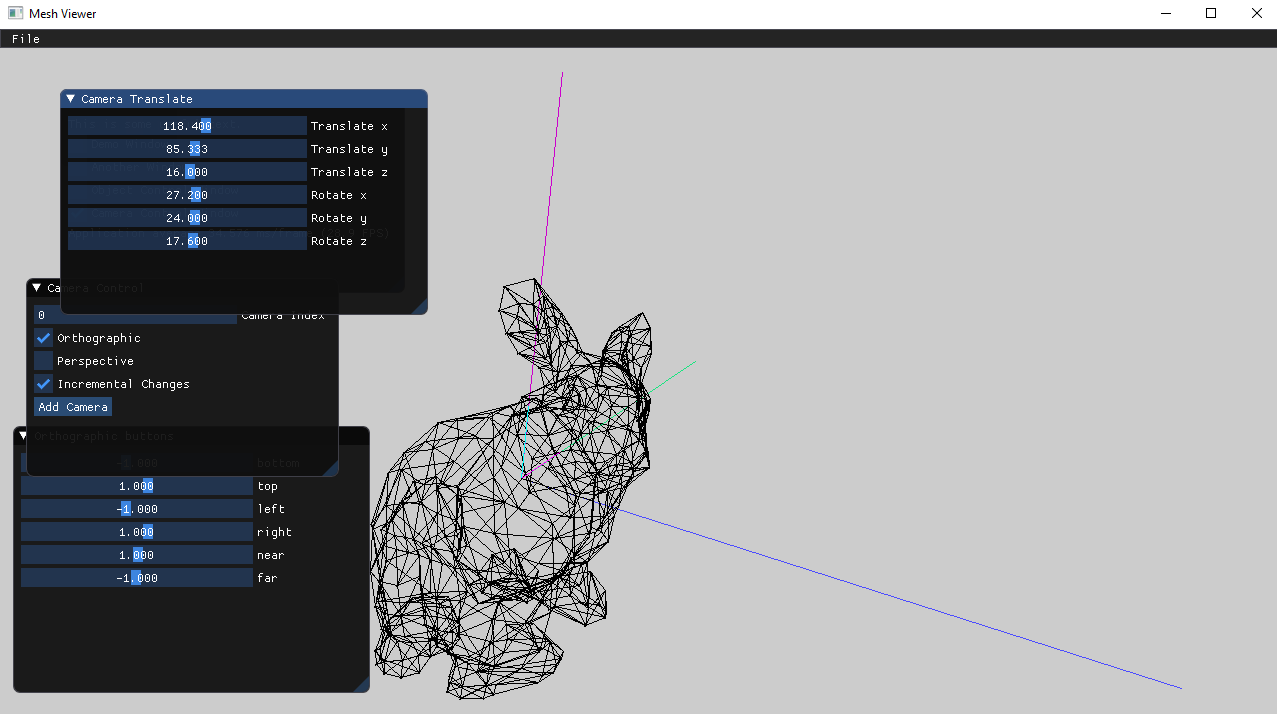 Mesh Viewer
File
Camera Translate
118.400 Translate x
85.333 Translate y
16.000 Translate z
27.200 Rotate x
24.000 Rotate y
17.600 Rotate z
Camera Control
0 Camera Index
Orthographic
Perspective
Incremental Changes
Add Camera
Orthographic buttons
bottom
1.000 top
-1.000 left
1.000 right
1.000 near
-1.000 far